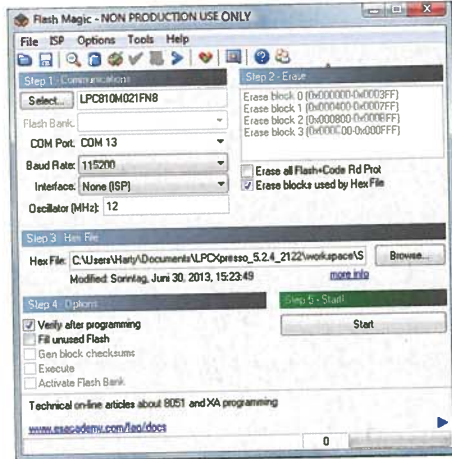 Flash Magic - NON PRODUCTION USE ONLY
File ISP Options Tools Help
Step 1 - Communications
Select... LPC810M021FN8
Flash Bank:
COM Port: COM 13
Baud Rate: 115200
Interface: None (ISP)
Oscillator (MHz): 12
Step 2 - Erase
Erase block 0 (0x000000-0x0003FF)
Erase block 1 (0x000400-0x0007FF)
Erase block 2 (0x000800-0x000BFF)
Erase block 3 (0x000C00-0x000FFF)
Erase all Flash+Code Rd Prot
Erase blocks used by Hex File
Step 3 - Hex File
Hex File: C:\Users\Harly\Documents\LPCXpresso_5.2.4_2122\workspace\S Browse...
Modified: Sonntag, Juni 30, 2013, 15:23:49 more info
Step 4 - Options
Verify after programming
Fill unused Flash
Gen block checksums
Execute
Activate Flash Bank
Step 5 - Start!
Start
Technical on-line articles about 8051 and XA programming
www.esacademy.com/faq/docs
0